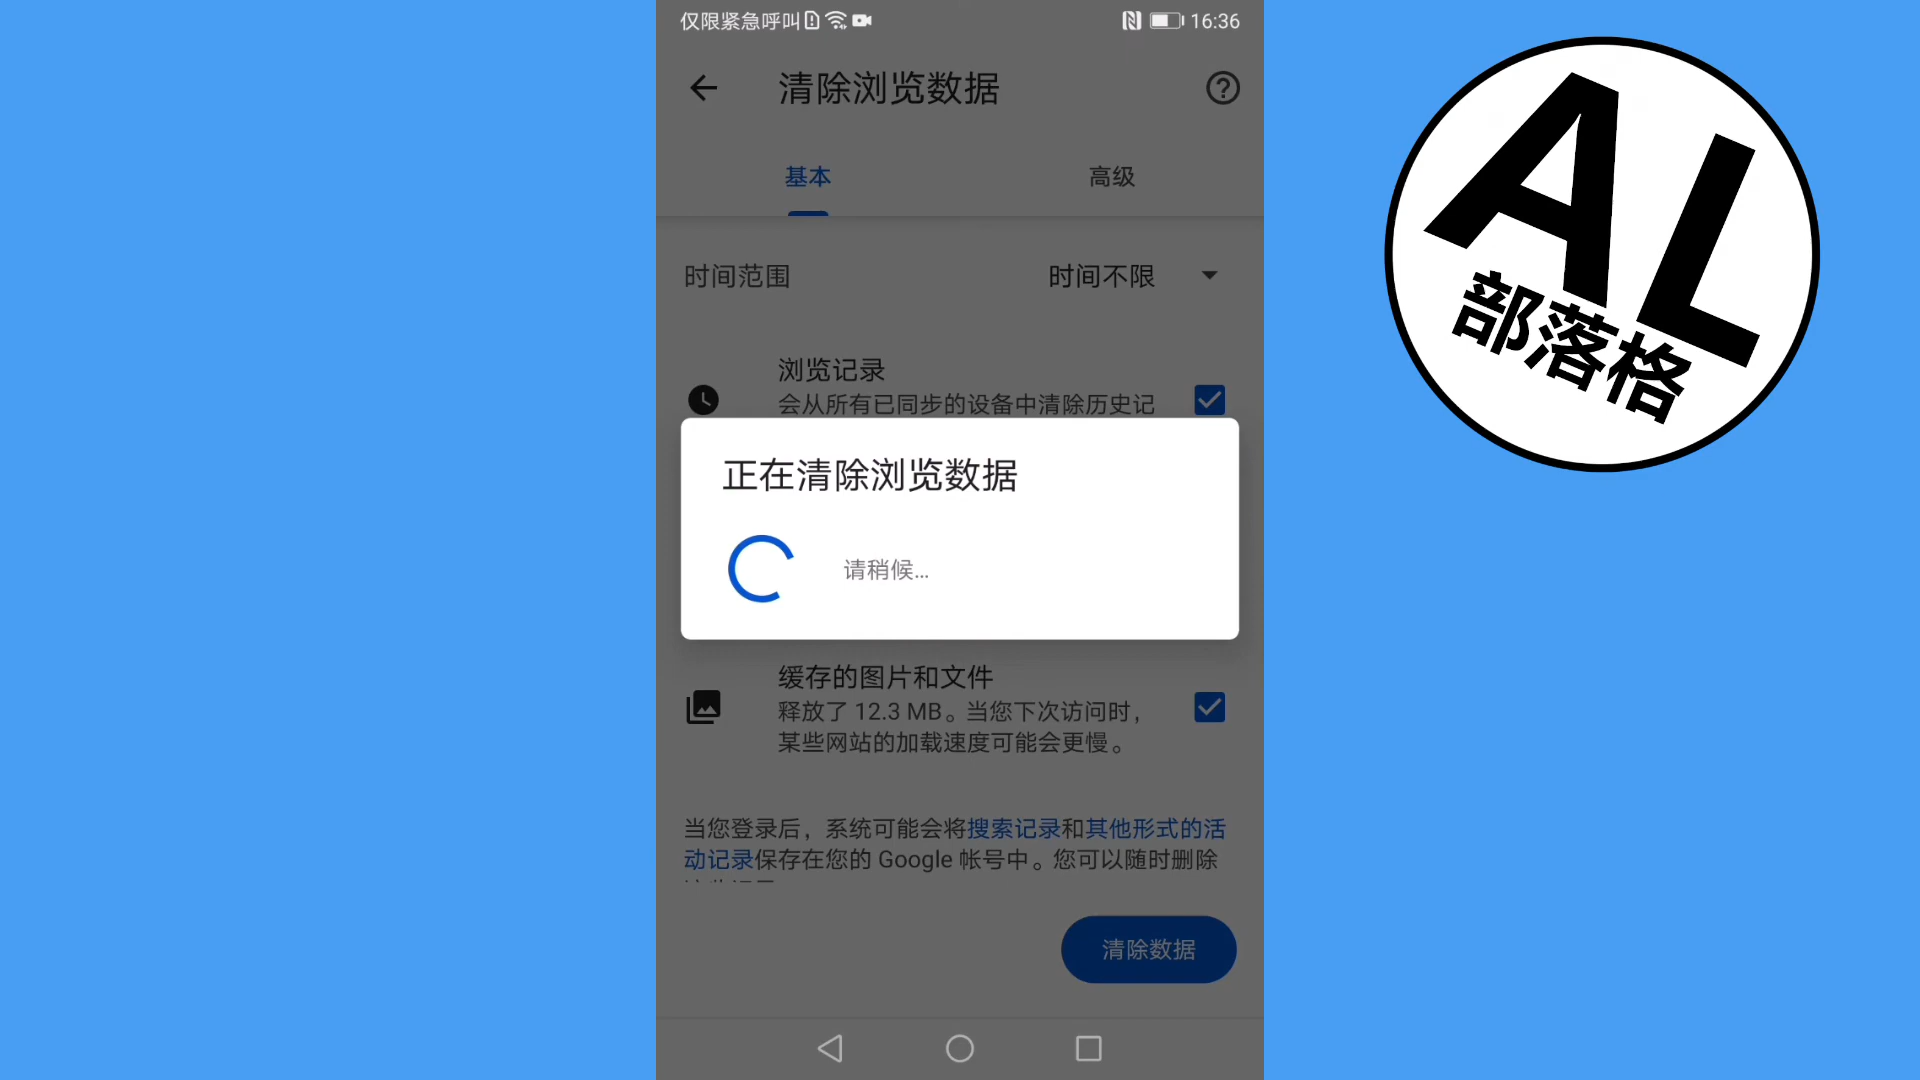 仅限紧急呼叫
16:36
清除浏览数据
基本
高级
时间范围
时间不限
浏览记录
会从所有已同步的设备中清除历史记
正在清除浏览数据
请稍候...
缓存的图片和文件
释放了 12.3 MB。当您下次访问时，
某些网站的加载速度可能会更慢。
当您登录后，系统可能会将搜索记录和其他形式的活
动记录保存在您的 Google 帐号中。您可以随时删除
清除数据
AL
部落格